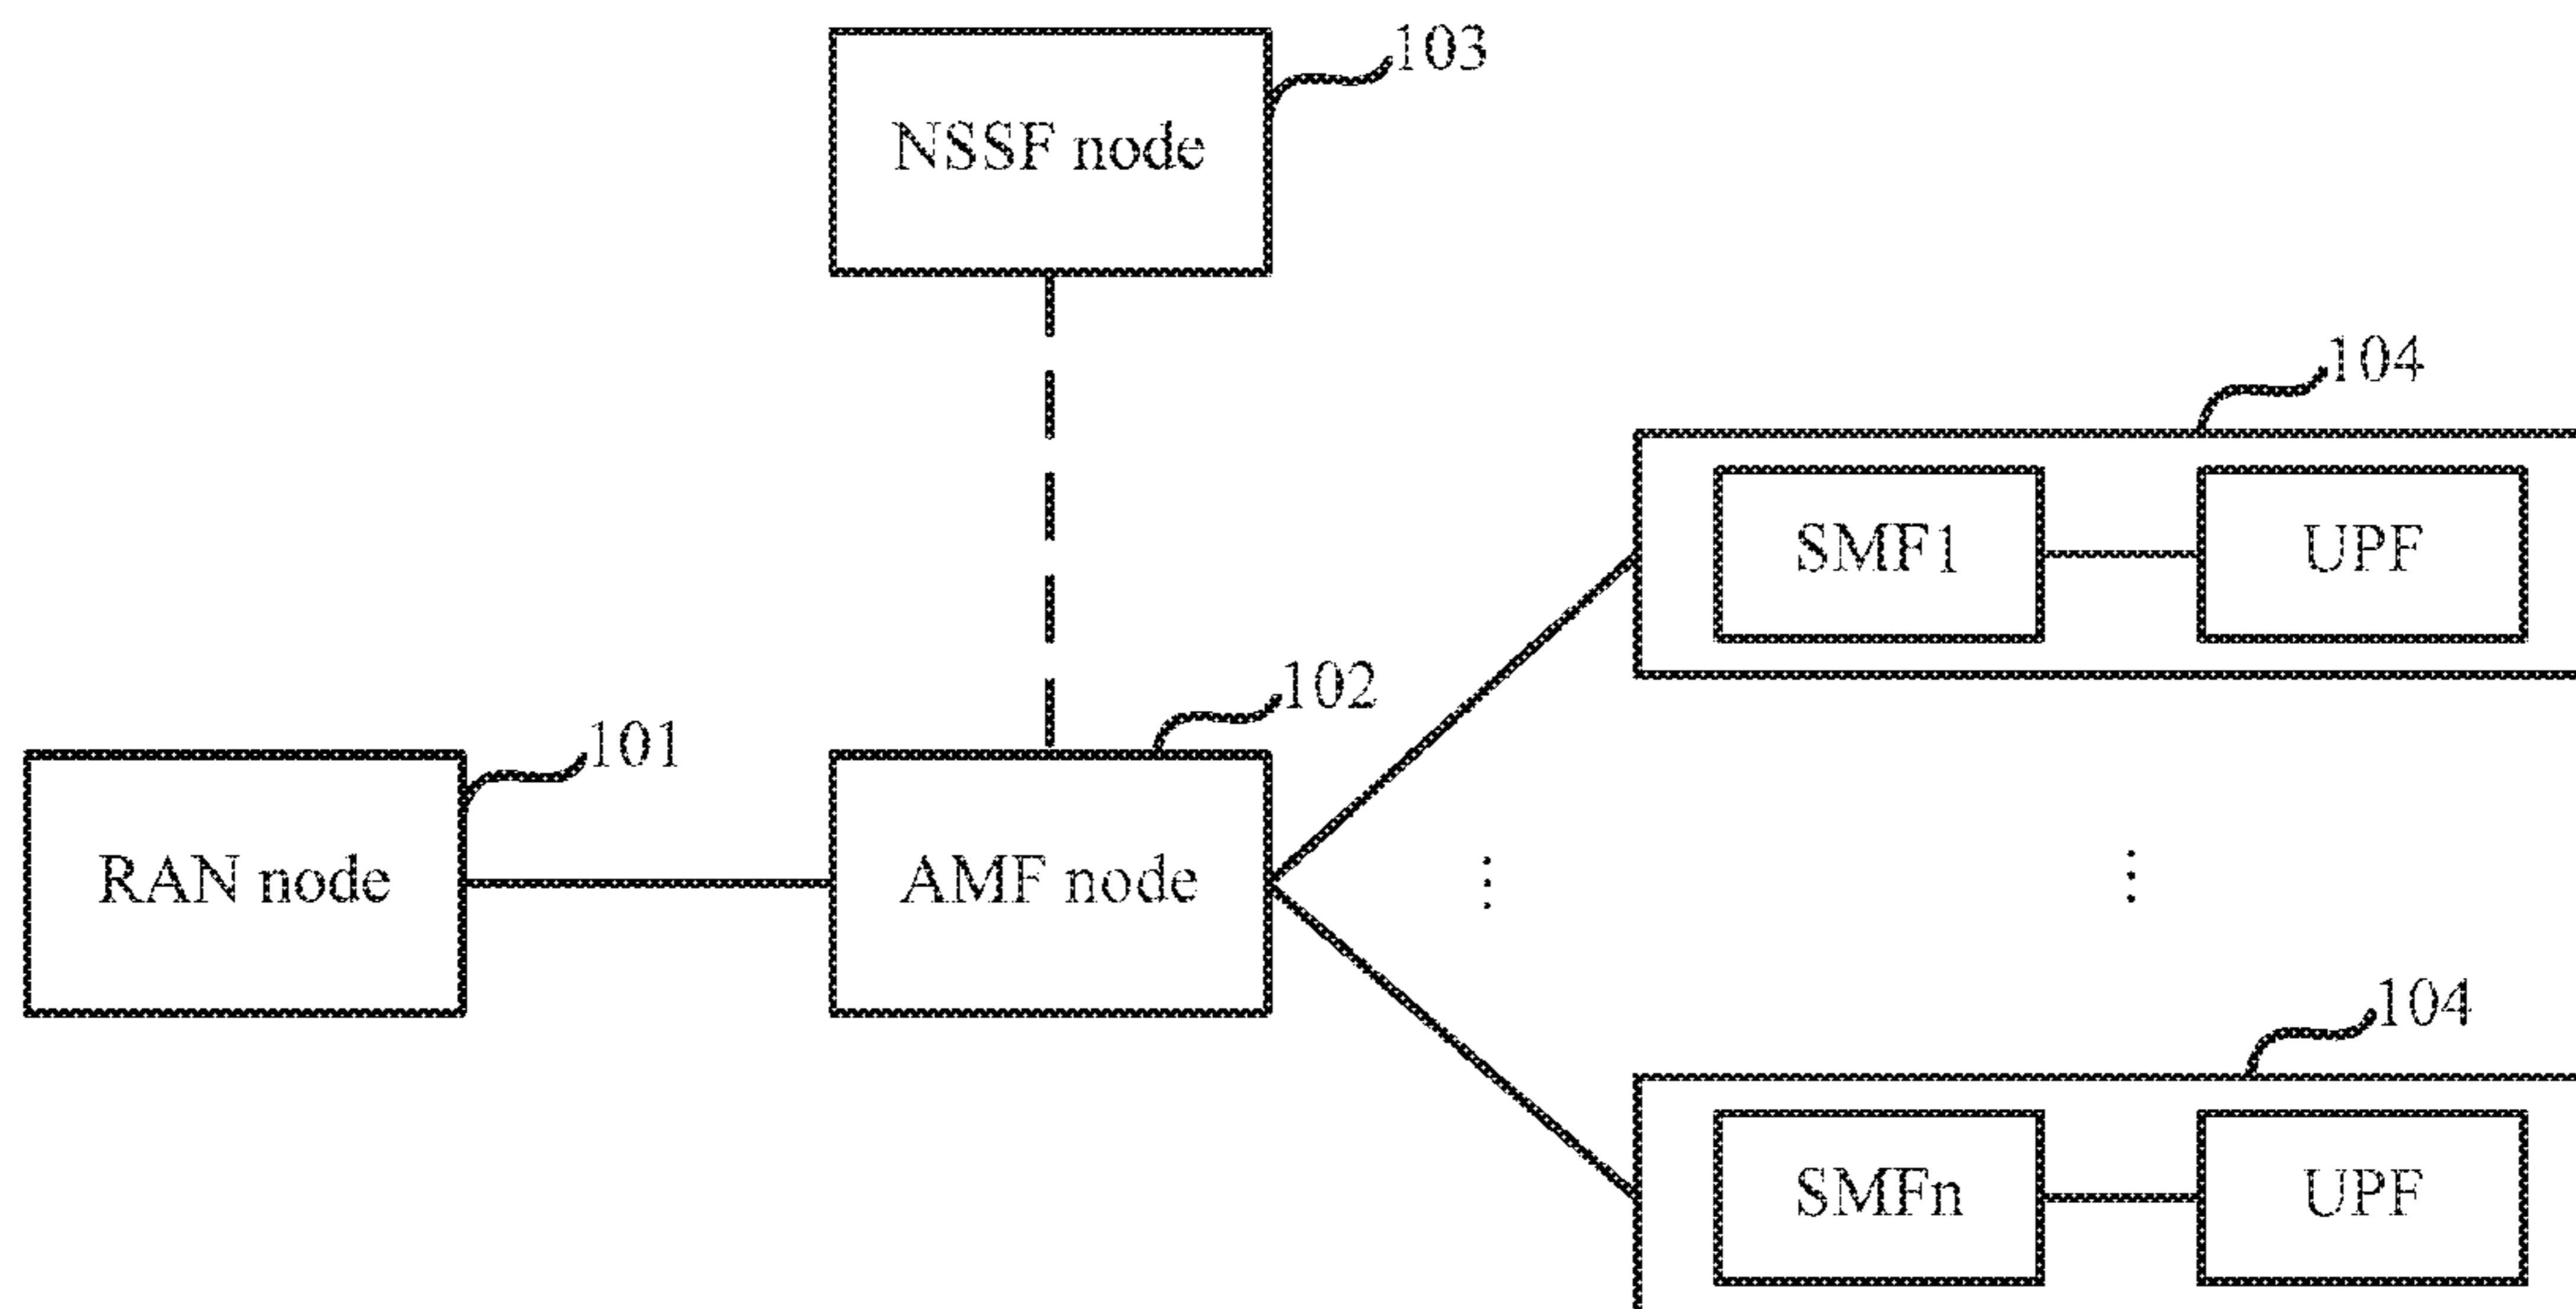 103
NSSF node
104
SMF1
UPF
102
101
RAN node
AMF node
104
SMFn
UPF